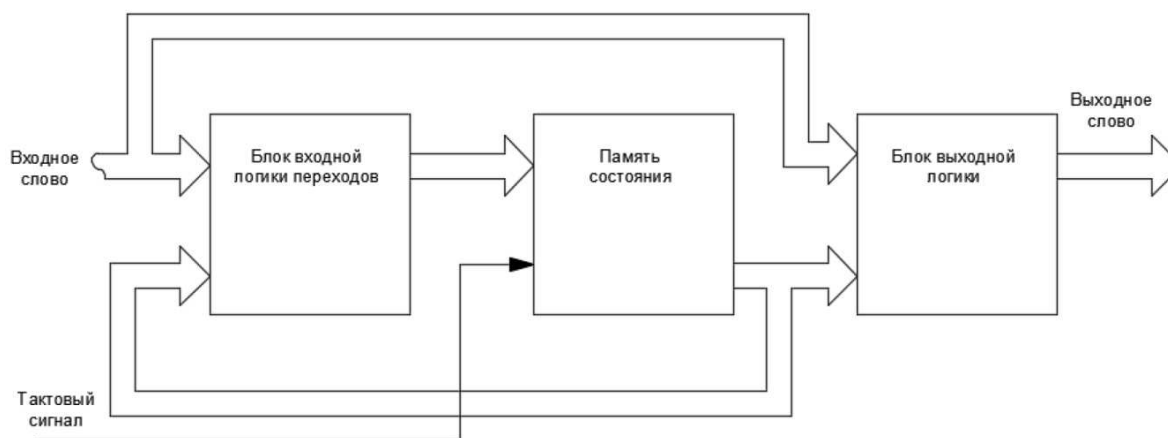 Входное
слово
Блок входной
логики переходов
Память
состояния
Блок выходной
логики
Выходное
слово
Тактовый
сигнал